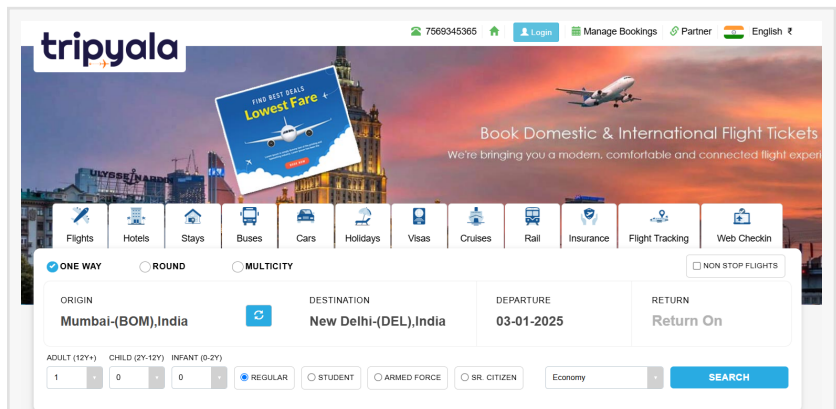 tripyala
7569345365 Login Manage Bookings Partner English ₹
FIND BEST DEALS
Lowest Fare
Book Domestic & International Flight Tickets
We're bringing you a modern, comfortable and connected flight experi
ULYSSE NARDIN
Flights Hotels Stays Buses Cars Holidays Visas Cruises Rail Insurance Flight Tracking Web Checkin
ONE WAY ROUND MULTICITY NON STOP FLIGHTS
ORIGIN DESTINATION DEPARTURE RETURN
Mumbai-(BOM),India New Delhi-(DEL),India 03-01-2025 Return On
ADULT (12Y+) CHILD (2Y-12Y) INFANT (0-2Y)
1 0 0 REGULAR STUDENT ARMED FORCE SR. CITIZEN Economy SEARCH